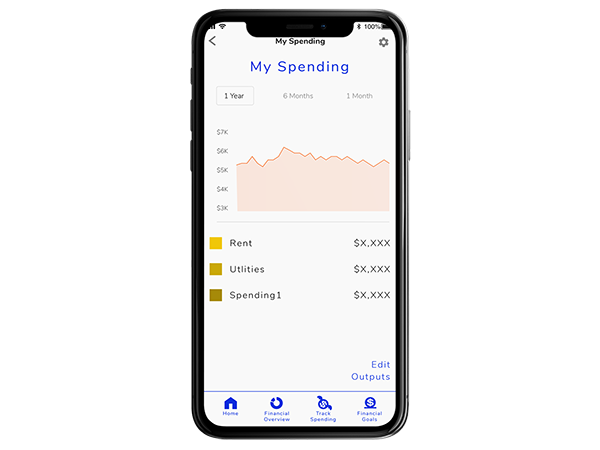 100%
My Spending
My Spending
1 Year 6 Months 1 Month
$7K
$6K
$5K
$4K
$3K
Rent $X,XXX
Utlities $X,XXX
Spending1 $X,XXX
Edit
Outputs
Home Financial Track Financial
Overview Spending Goals